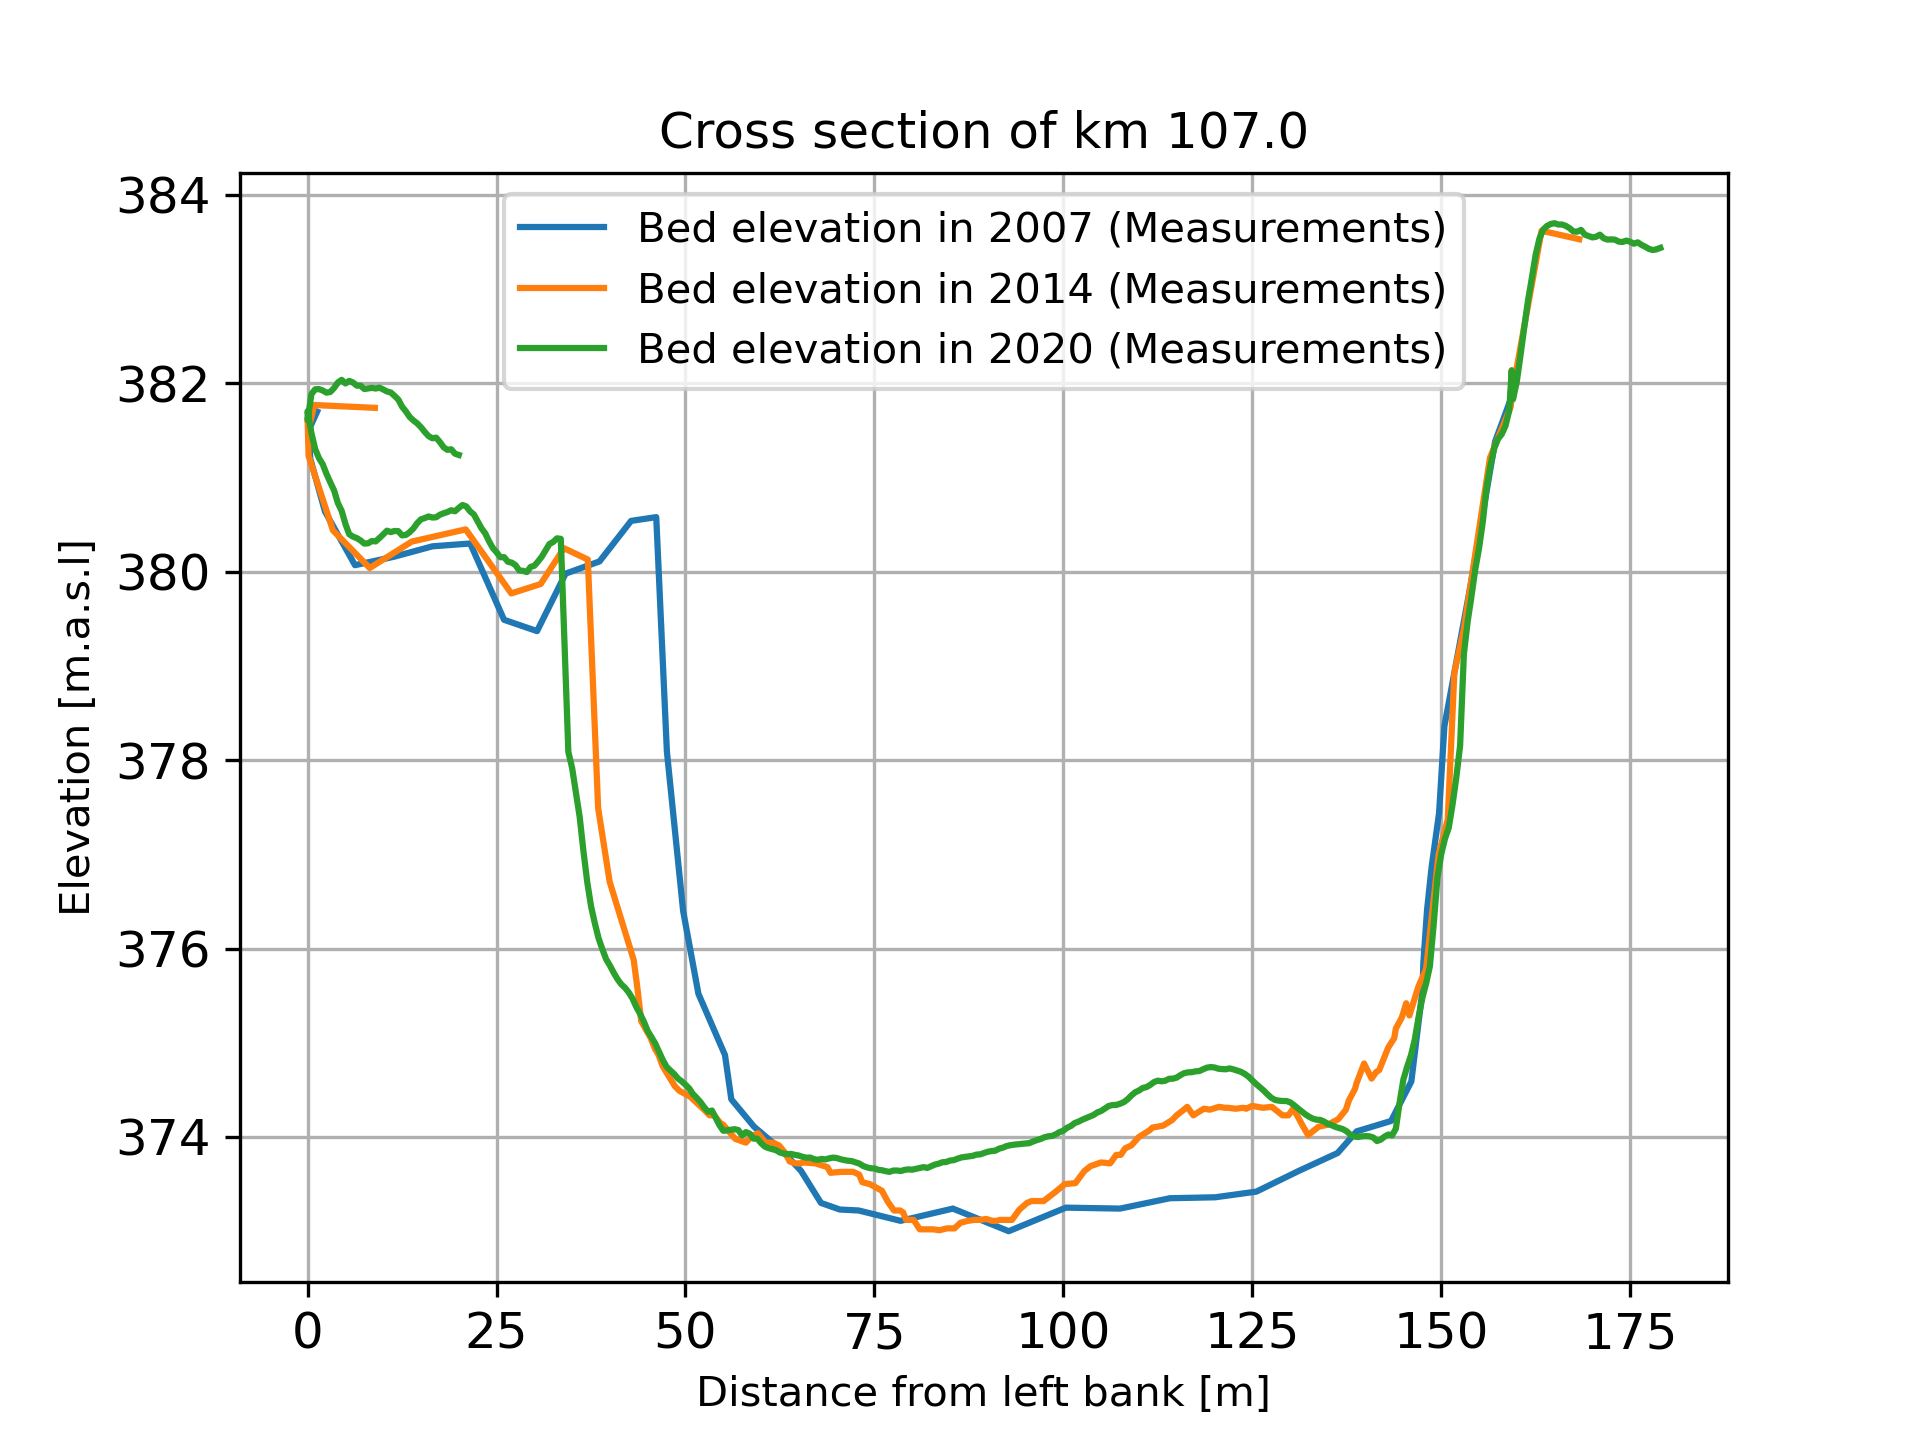 Cross section of km 107.0
384
382
380
378
376
374
Elevation [m.a.s.l]
Bed elevation in 2007 (Measurements)
Bed elevation in 2014 (Measurements)
Bed elevation in 2020 (Measurements)
0 25 50 75 100 125 150 175
Distance from left bank [m]